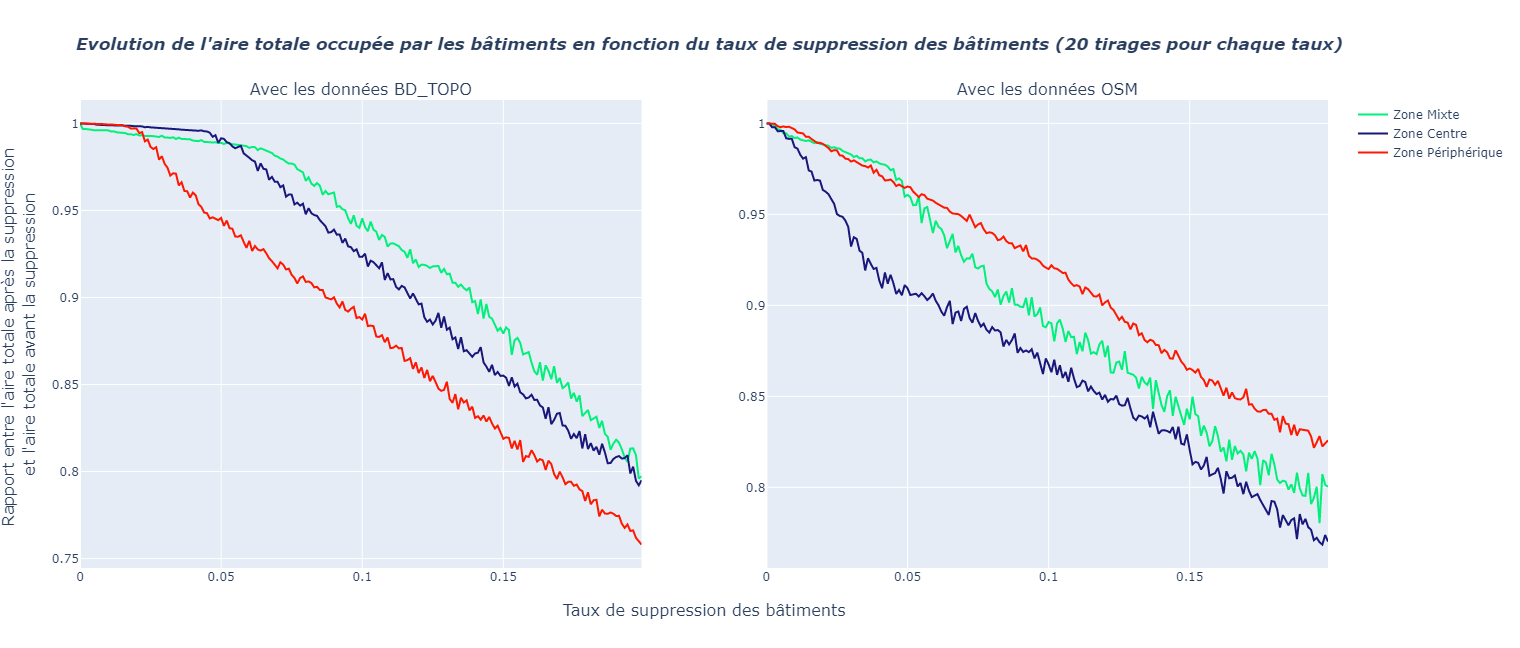 Evolution de l'aire totale occupée par les bâtiments en fonction du taux de suppression des bâtiments (20 tirages pour chaque taux)
Avec les données BD_TOPO
Avec les données OSM
Rapport entre l'aire totale après la suppression
et l'aire totale avant la suppression
1
0.95
0.9
0.85
0.8
0.75
0
0.05
0.1
0.15
1
0.95
0.9
0.85
0.8
0
0.05
0.1
0.15
Zone Mixte
Zone Centre
Zone Périphérique
Taux de suppression des bâtiments